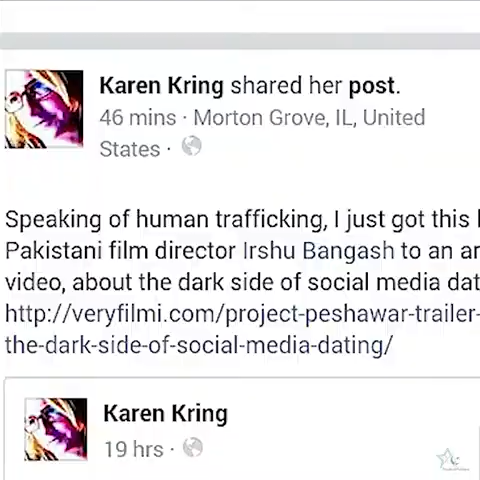 Karen Kring shared her post.
46 mins · Morton Grove, IL, United
States ·
Speaking of human trafficking, I just got this
Pakistani film director Irshu Bangash to an
video, about the dark side of social media
http://veryfilmi.com/project-peshawar-trailer-
the-dark-side-of-social-media-dating/
Karen Kring
19 hrs ·